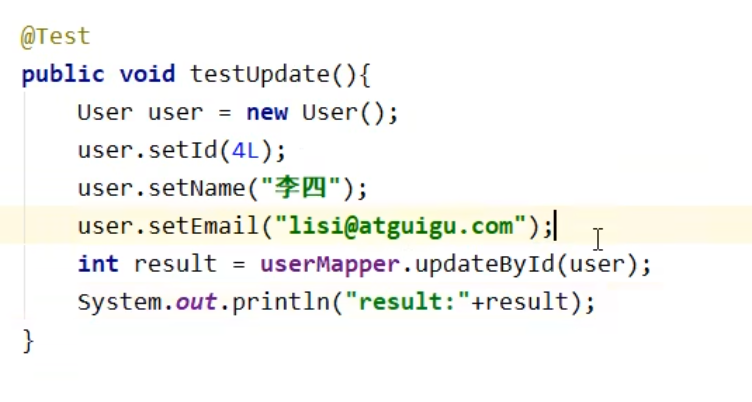 @Test
public void testUpdate(){
    User user = new User();
    user.setId(4L);
    user.setName("李四");
    user.setEmail("lisi@atguigu.com");
    int result = userMapper.updateById(user);
    System.out.println("result:"+result);
}